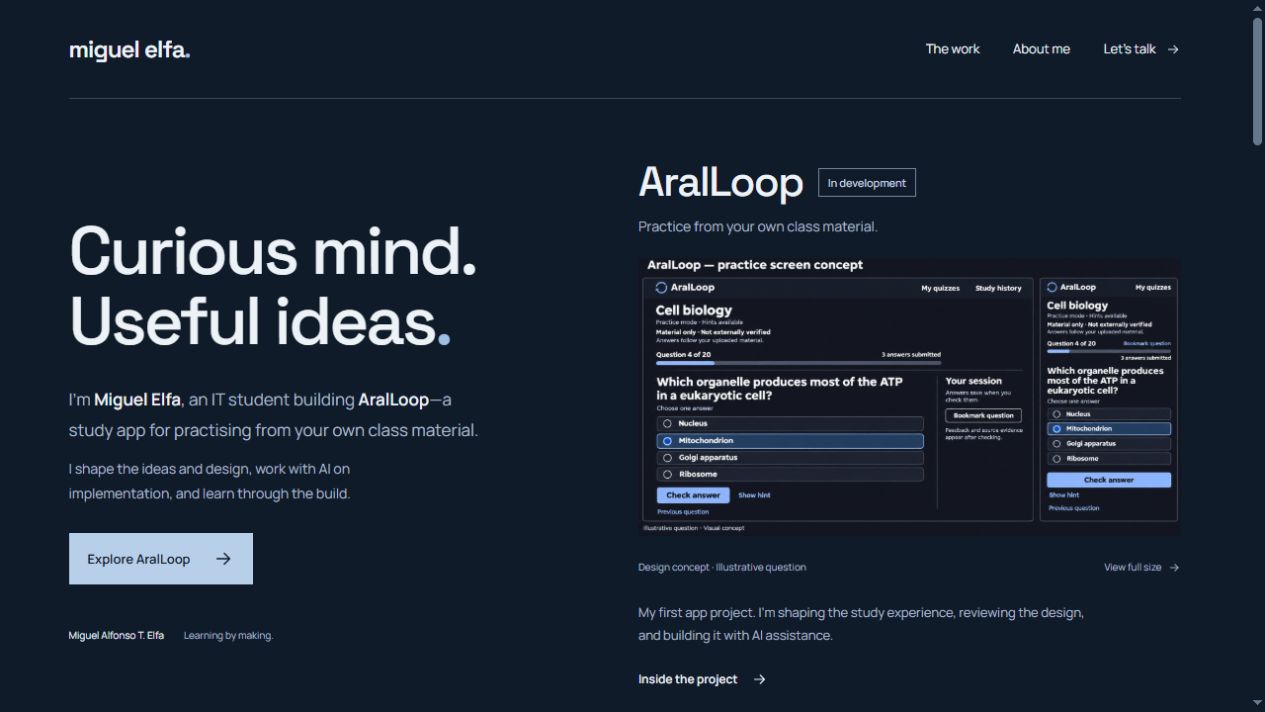 miguel elfa.
The work
About me
Let's talk →
Curious mind.
Useful ideas.
I'm Miguel Elfa, an IT student building AralLoop—a
study app for practising from your own class material.
I shape the ideas and design, work with AI on
implementation, and learn through the build.
Explore AralLoop →
Miguel Alfonso T. Elfa
Learning by making.
AralLoop
In development
Practice from your own class material.
AralLoop — practice screen concept
AralLoop
My quizzes
Study history
Cell biology
Practice mode · Hints available
Material only · Not externally verified
Answers follow your uploaded material.
Question 4 of 20
3 answers submitted
Which organelle produces most of the ATP
in a eukaryotic cell?
Choose one answer
Nucleus
Mitochondrion
Golgi apparatus
Ribosome
Check answer
Show hint
Previous question
Your session
Answers save when you
check them.
Bookmark question
Feedback and source evidence
appear after checking.
AralLoop
My quizzes
Cell biology
Practice mode · Hints available
Material only · Not externally verified
Answers follow your uploaded material.
Question 4 of 20
Bookmark question
3 answers submitted
Which organelle produces
most of the ATP in a
eukaryotic cell?
Choose one answer
Nucleus
Mitochondrion
Golgi apparatus
Ribosome
Check answer
Show hint
Previous question
Illustrative question · Visual concept
Design concept · Illustrative question
View full size →
My first app project. I'm shaping the study experience, reviewing the design,
and building it with AI assistance.
Inside the project →